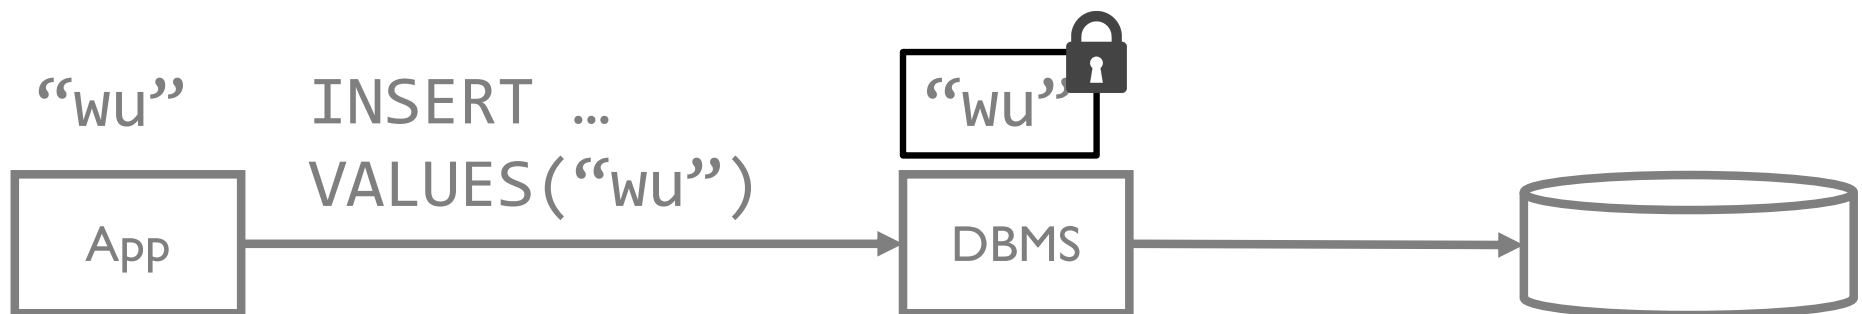 “wu”
INSERT …
VALUES(“wu”)
“wu”
App
DBMS